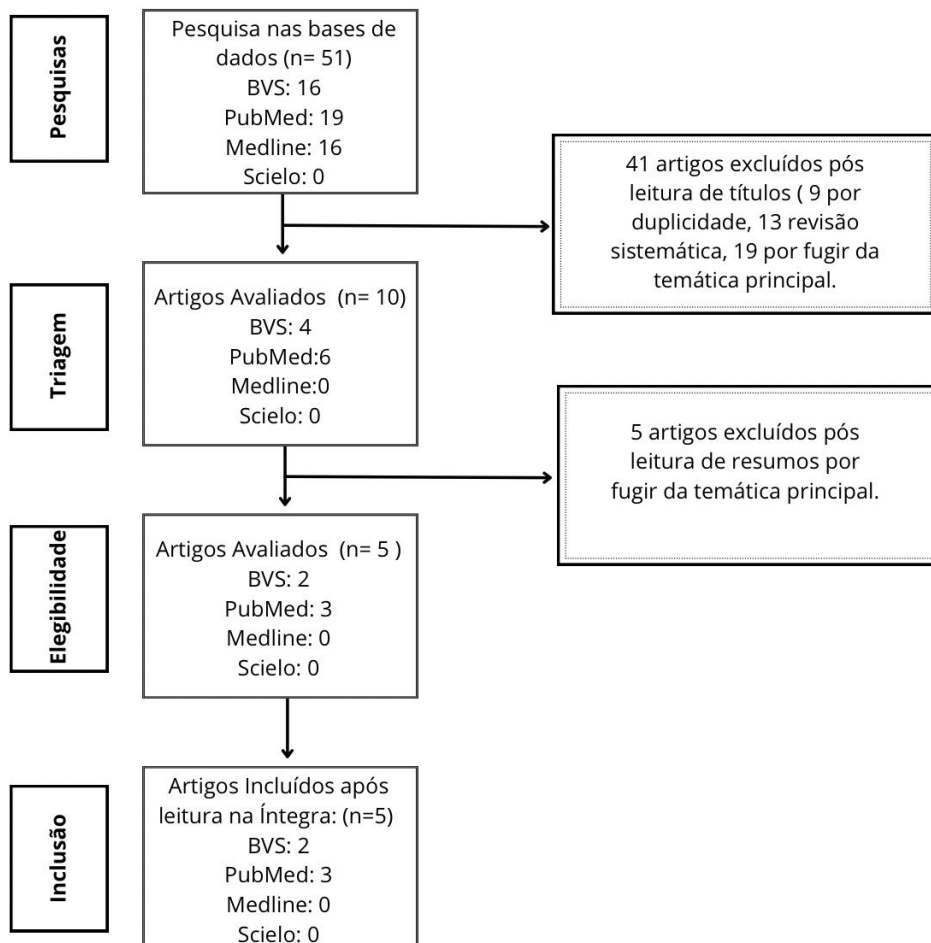 Pesquisas
Pesquisa nas bases de
dados (n= 51)
BVS: 16
PubMed: 19
Medline: 16
Scielo: 0
41 artigos excluídos pós
leitura de títulos ( 9 por
duplicidade, 13 revisão
sistemática, 19 por fugir da
temática principal.
Triagem
Artigos Avaliados (n= 10)
BVS: 4
PubMed:6
Medline:0
Scielo: 0
5 artigos excluídos pós
leitura de resumos por
fugir da temática principal.
Elegibilidade
Artigos Avaliados (n= 5 )
BVS: 2
PubMed: 3
Medline: 0
Scielo: 0
Inclusão
Artigos Incluídos após
leitura na Íntegra: (n=5)
BVS: 2
PubMed: 3
Medline: 0
Scielo: 0